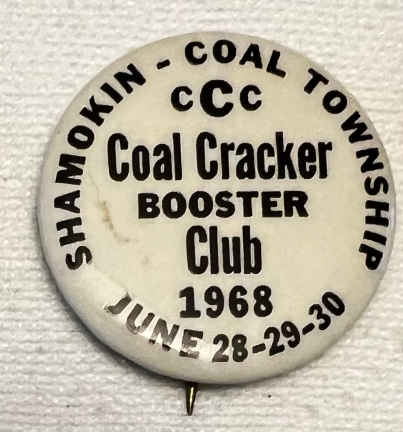 SHAMOKIN - COAL TOWNSHIP
CCC
Coal Cracker
BOOSTER
Club
1968
JUNE 28-29-30